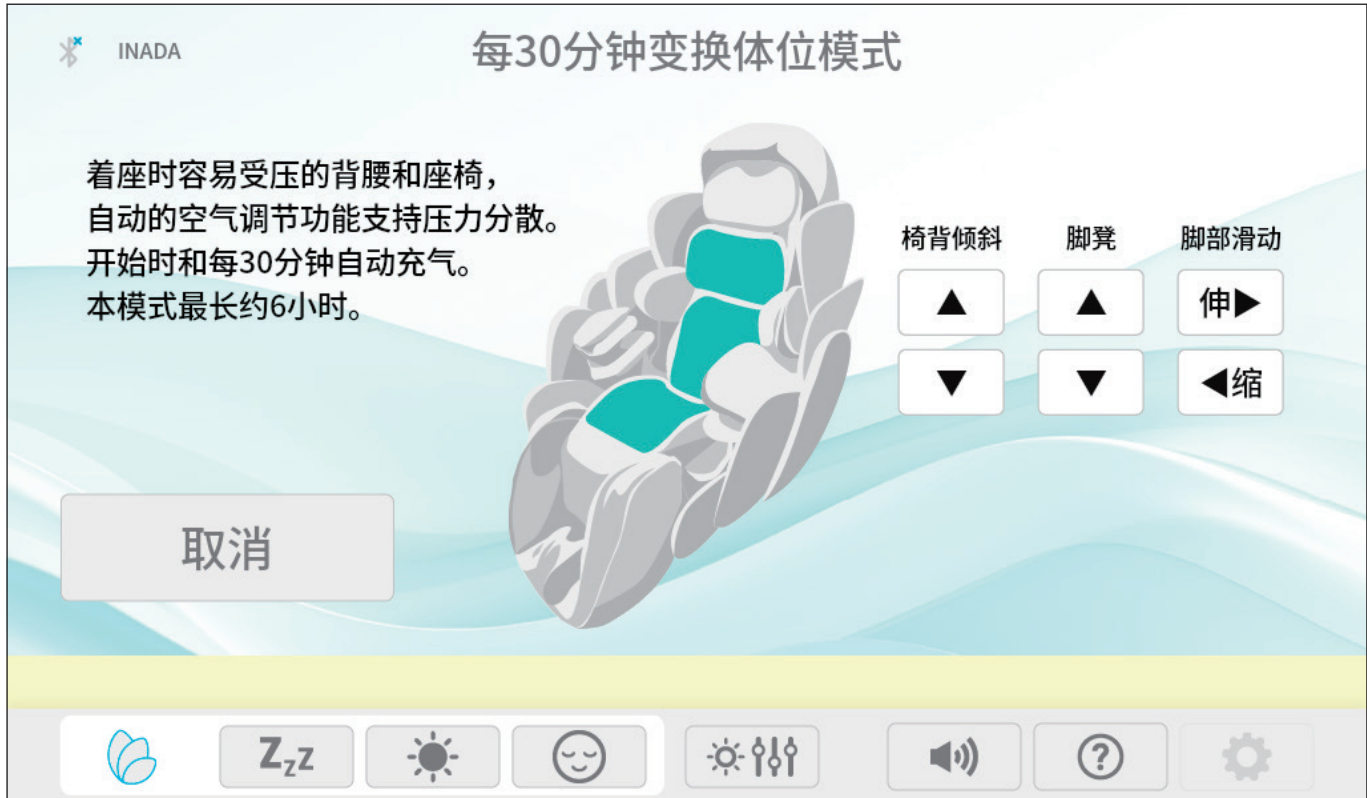 INADA
每30分钟变换体位模式
着座时容易受压的背腰和座椅，
自动的空气调节功能支持压力分散。
开始时和每30分钟自动充气。
本模式最长约6小时。
椅背倾斜
脚凳
脚部滑动
▲
▲
伸▶
▼
▼
◀缩
取消
ZzZ
?